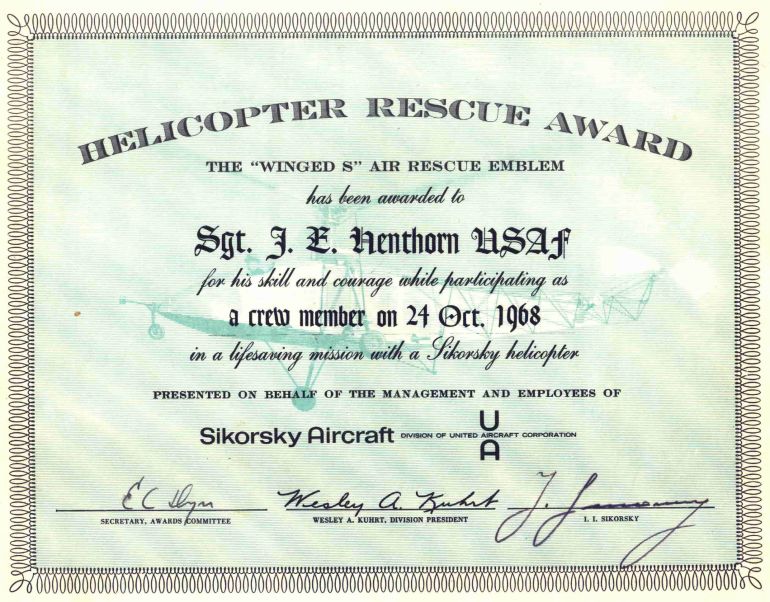 HELICOPTER RESCUE AWARD
THE "WINGED S" AIR RESCUE EMBLEM
has been awarded to
Sgt. J. E. Henthorn USAF
for his skill and courage while participating as
a crew member on 24 Oct. 1968
in a lifesaving mission with a Sikorsky helicopter
PRESENTED ON BEHALF OF THE MANAGEMENT AND EMPLOYEES OF
Sikorsky Aircraft DIVISION OF UNITED AIRCRAFT CORPORATION
U
A
Wesley A. Kuhrt
SECRETARY, AWARDS COMMITTEE WESLEY A. KUHRT, DIVISION PRESIDENT I. I. SIKORSKY